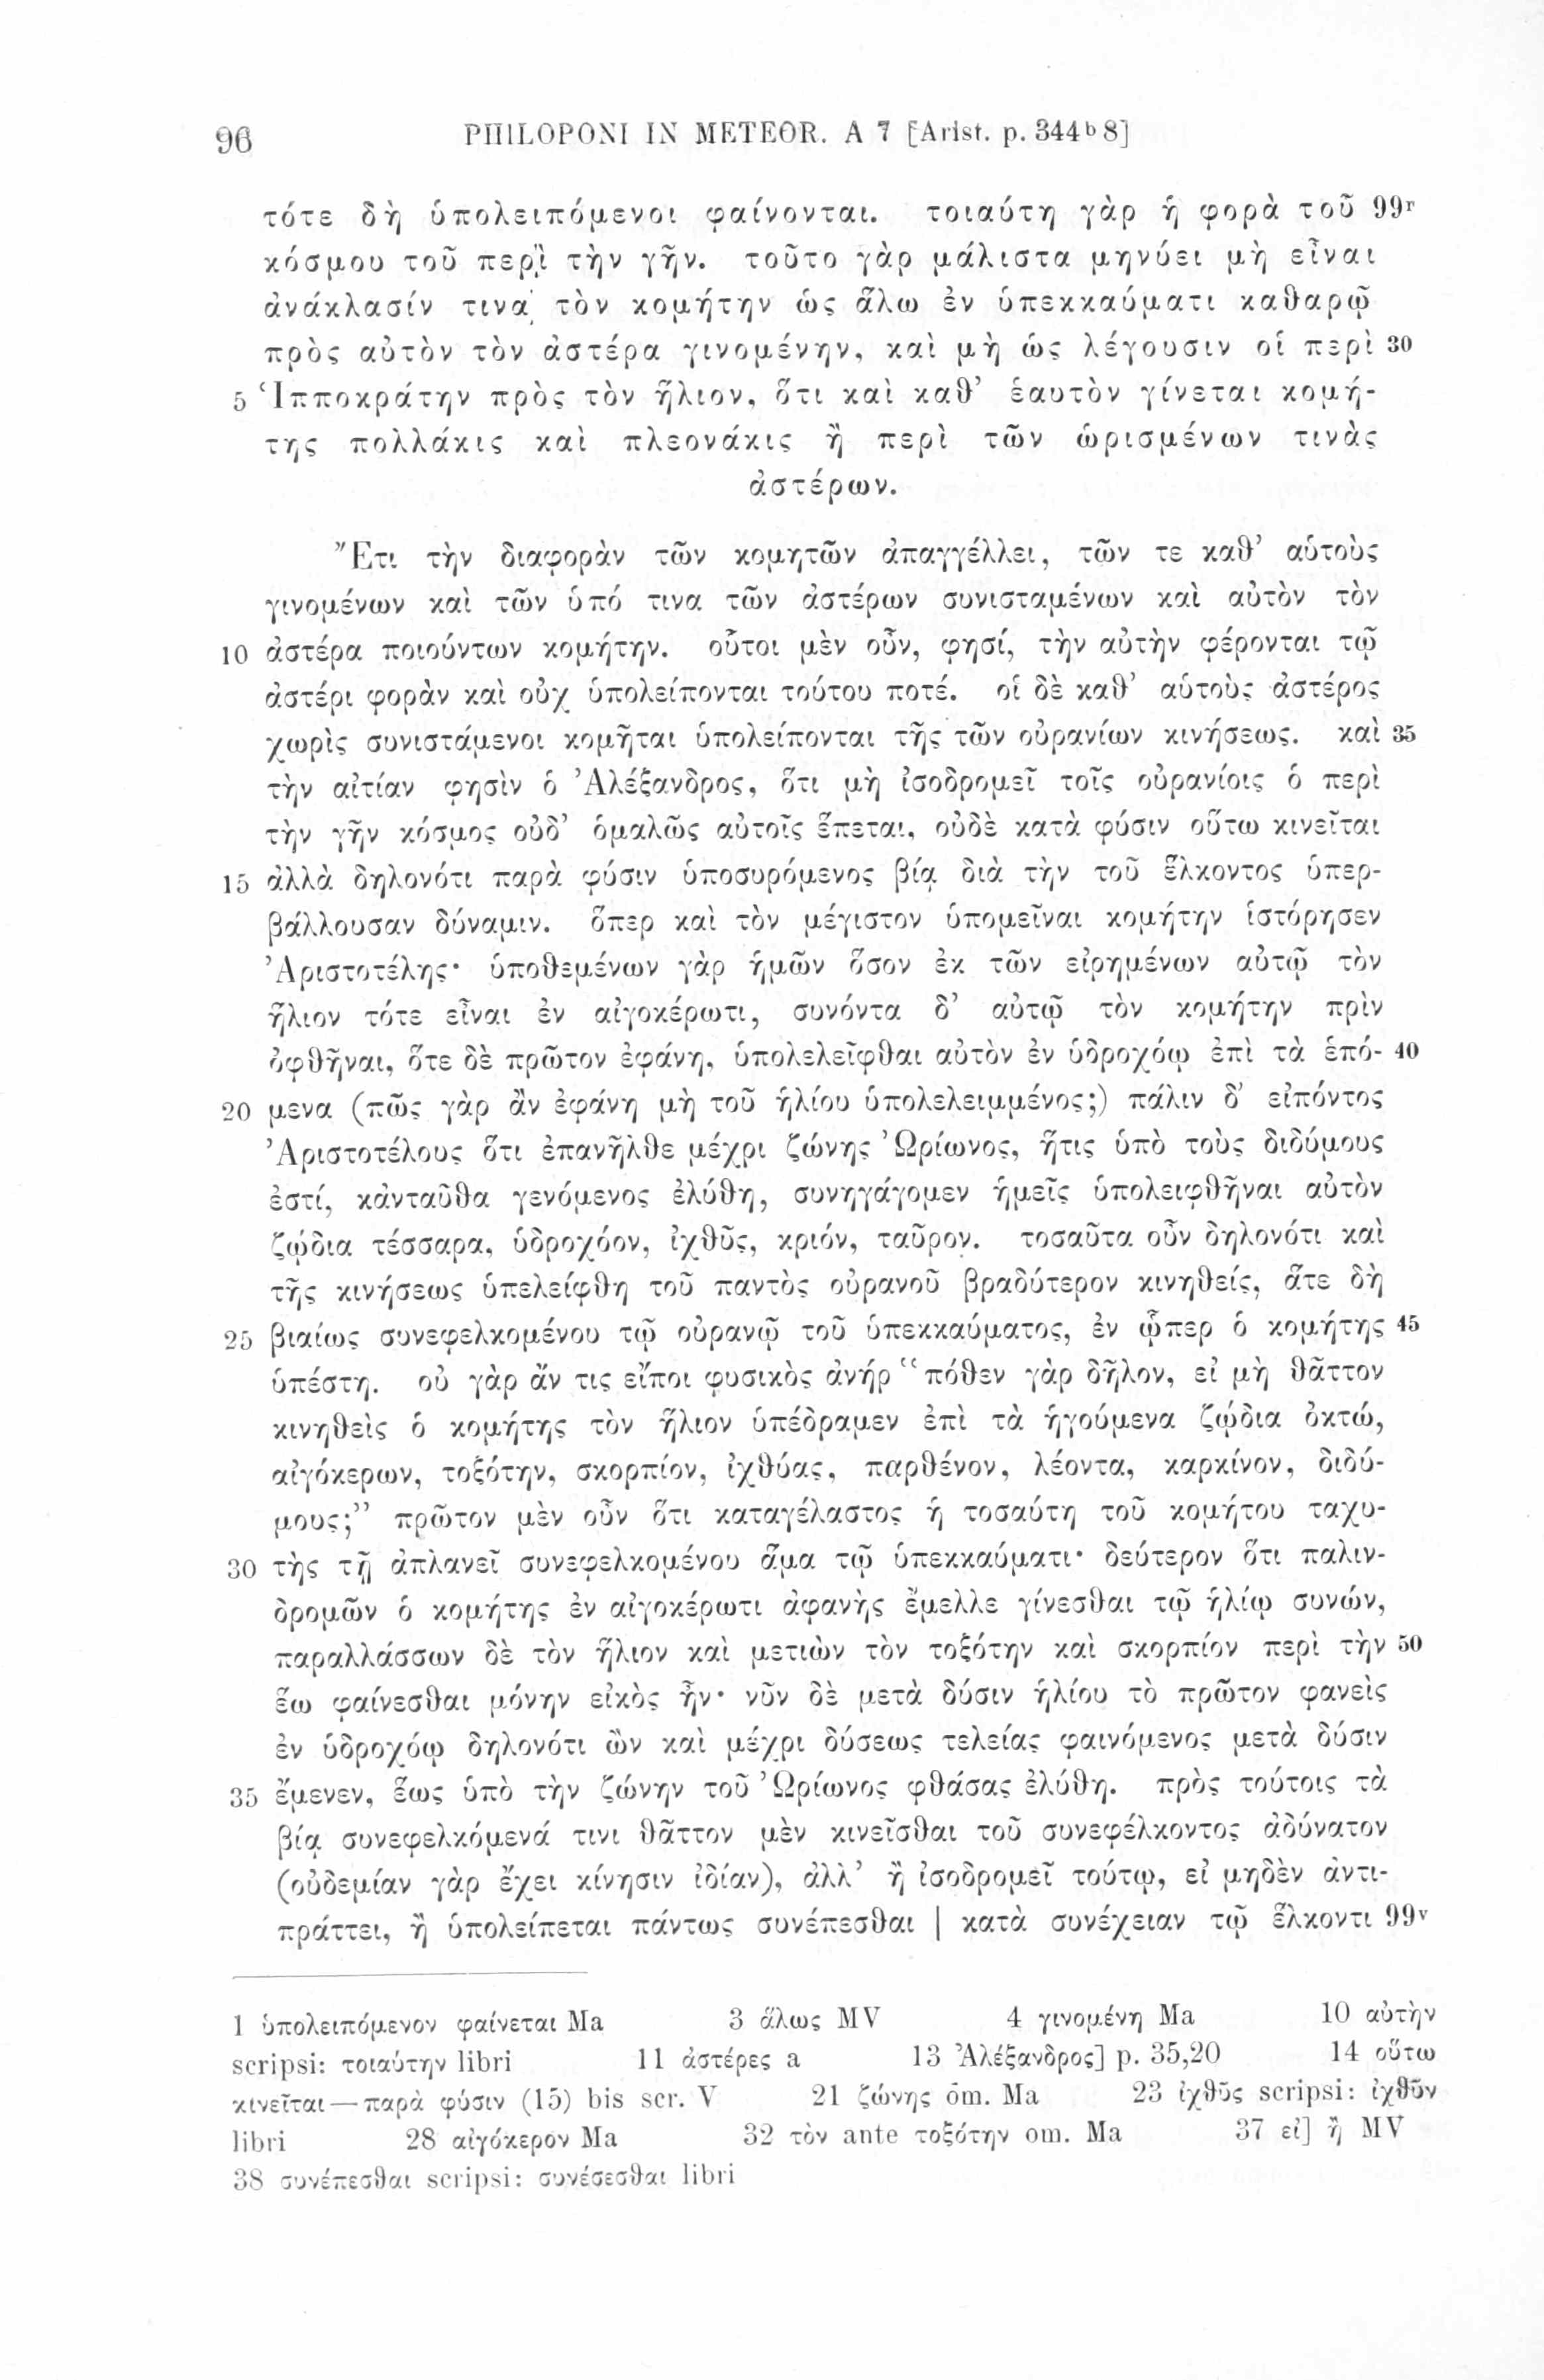 96 PHILOPONI IN METEOR. A 7 [Arist. p. 344b8]
τότε δὴ ὑπολειπόμενοι φαίνονται. τοιαύτη γὰρ ἡ φορὰ τοῦ 99r
κόσμου τοῦ περὶ τὴν γῆν. τοῦτο γὰρ μάλιστα μηνύει μὴ εἶναι
ἀνάκλασίν τινα τὸν κομήτην ὡς ἅλω ἐν ὑπεκκαύματι καθαρῷ
πρὸς αὐτὸν τὸν ἀστέρα γινομένην, καὶ μὴ ὡς λέγουσιν οἱ περὶ 30
5 Ἱπποκράτην πρὸς τὸν ἥλιον, ὅτι καὶ καθ’ ἑαυτὸν γίνεται κομή-
της πολλάκις καὶ πλεονάκις ἢ περὶ τῶν ὡρισμένων τινὰς
ἀστέρων.
Ἔτι τὴν διαφορὰν τῶν κομητῶν ἀπαγγέλλει, τῶν τε καθ’ αὑτοὺς
γινομένων καὶ τῶν ὑπό τινα τῶν ἀστέρων συνισταμένων καὶ αὐτὸν τὸν
10 ἀστέρα ποιούντων κομήτην. οὗτοι μὲν οὖν, φησί, τὴν αὐτὴν φέρονται τῷ
ἀστέρι φορὰν καὶ οὐχ ὑπολείπονται τούτου ποτέ. οἱ δὲ καθ’ αὑτοὺς ἀστέρος
χωρὶς συνιστάμενοι κομῆται ὑπολείπονται τῆς τῶν οὐρανίων κινήσεως. καὶ 35
τὴν αἰτίαν φησὶν ὁ Ἀλέξανδρος, ὅτι μὴ ἰσοδρομεῖ τοῖς οὐρανίοις ὁ περὶ
τὴν γῆν κόσμος οὐδ’ ὁμαλῶς αὐτοῖς ἕπεται, οὐδὲ κατὰ φύσιν οὕτω κινεῖται
15 ἀλλὰ δηλονότι παρὰ φύσιν ὑποσυρόμενος βίᾳ διὰ τὴν τοῦ ἕλκοντος ὑπερ-
βάλλουσαν δύναμιν. ὅπερ καὶ τὸν μέγιστον ὑπομεῖναι κομήτην ἱστόρησεν
Ἀριστοτέλης· ὑποθεμένων γὰρ ἡμῶν ὅσον ἐκ τῶν εἰρημένων αὐτῷ τὸν
ἥλιον τότε εἶναι ἐν αἰγοκέρωτι, συνόντα δ’ αὐτῷ τὸν κομήτην πρὶν
ὀφθῆναι, ὅτε δὲ πρῶτον ἐφάνη, ὑπολελεῖφθαι αὐτὸν ἐν ὑδροχόῳ ἐπὶ τὰ ἑπό- 40
20 μενα (πῶς γὰρ ἂν ἐφάνη μὴ τοῦ ἡλίου ὑπολελειμμένος;) πάλιν δ’ εἰπόντος
Ἀριστοτέλους ὅτι ἐπανῆλθε μέχρι ζώνης Ὠρίωνος, ἥτις ὑπὸ τοὺς διδύμους
ἐστί, κἀνταῦθα γενόμενος ἐλύθη, συνηγάγομεν ἡμεῖς ὑπολειφθῆναι αὐτὸν
ζῴδια τέσσαρα, ὑδροχόον, ἰχθῦς, κριόν, ταῦρον. τοσαῦτα οὖν δηλονότι καὶ
τῆς κινήσεως ὑπελείφθη τοῦ παντὸς οὐρανοῦ βραδύτερον κινηθείς, ἅτε δὴ
25 βιαίως συνεφελκομένου τῷ οὐρανῷ τοῦ ὑπεκκαύματος, ἐν ᾧπερ ὁ κομήτης 45
ὑπέστη. οὐ γὰρ ἄν τις εἴποι φυσικὸς ἀνήρ “πόθεν γὰρ δῆλον, εἰ μὴ θᾶττον
κινηθεὶς ὁ κομήτης τὸν ἥλιον ὑπέδραμεν ἐπὶ τὰ ἡγούμενα ζῴδια ὀκτώ,
αἰγόκερων, τοξότην, σκορπίον, ἰχθύας, παρθένον, λέοντα, καρκίνον, διδύ-
μους;” πρῶτον μὲν οὖν ὅτι καταγέλαστος ἡ τοσαύτη τοῦ κομήτου ταχυ-
30 τὴς τῇ ἀπλανεῖ συνεφελκομένου ἅμα τῷ ὑπεκκαύματι· δεύτερον ὅτι παλιν-
δρομῶν ὁ κομήτης ἐν αἰγοκέρωτι ἀφανὴς ἔμελλε γίνεσθαι τῷ ἡλίῳ συνών,
παραλλάσσων δὲ τὸν ἥλιον καὶ μετιὼν τὸν τοξότην καὶ σκορπίον περὶ τὴν 50
ἕω φαίνεσθαι μόνην εἰκὸς ἦν· νῦν δὲ μετὰ δύσιν ἡλίου τὸ πρῶτον φανεὶς
ἐν ὑδροχόῳ δηλονότι ὢν καὶ μέχρι δύσεως τελείας φαινόμενος μετὰ δύσιν
35 ἔμενεν, ἕως ὑπὸ τὴν ζώνην τοῦ Ὠρίωνος φθάσας ἐλύθη. πρὸς τούτοις τὰ
βίᾳ συνεφελκόμενά τινι θᾶττον μὲν κινεῖσθαι τοῦ συνεφέλκοντος ἀδύνατον
(οὐδεμίαν γὰρ ἔχει κίνησιν ἰδίαν), ἀλλ’ ἢ ἰσοδρομεῖ τούτῳ, εἰ μηδὲν ἀντι-
πράττει, ἢ ὑπολείπεται πάντως συνέπεσθαι | κατὰ συνέχειαν τῷ ἕλκοντι 99v
1 ὑπολειπόμενον φαίνεται Ma 3 ἅλως MV 4 γινομένη Ma 10 αὐτὴν
scripsi: τοιαύτην libri 11 ἀστέρες a 13 Ἀλέξανδρος] p. 35,20 14 οὕτω
κινεῖται — παρὰ φύσιν (15) bis scr. V 21 ζώνης om. Ma 23 ἰχθῦς scripsi: ἰχθῦν
libri 28 αἰγόκερον Ma 32 τὸν ante τοξότην om. Ma 37 εἰ] ἢ MV
38 συνέπεσθαι scripsi: συνέσεσθαι libri